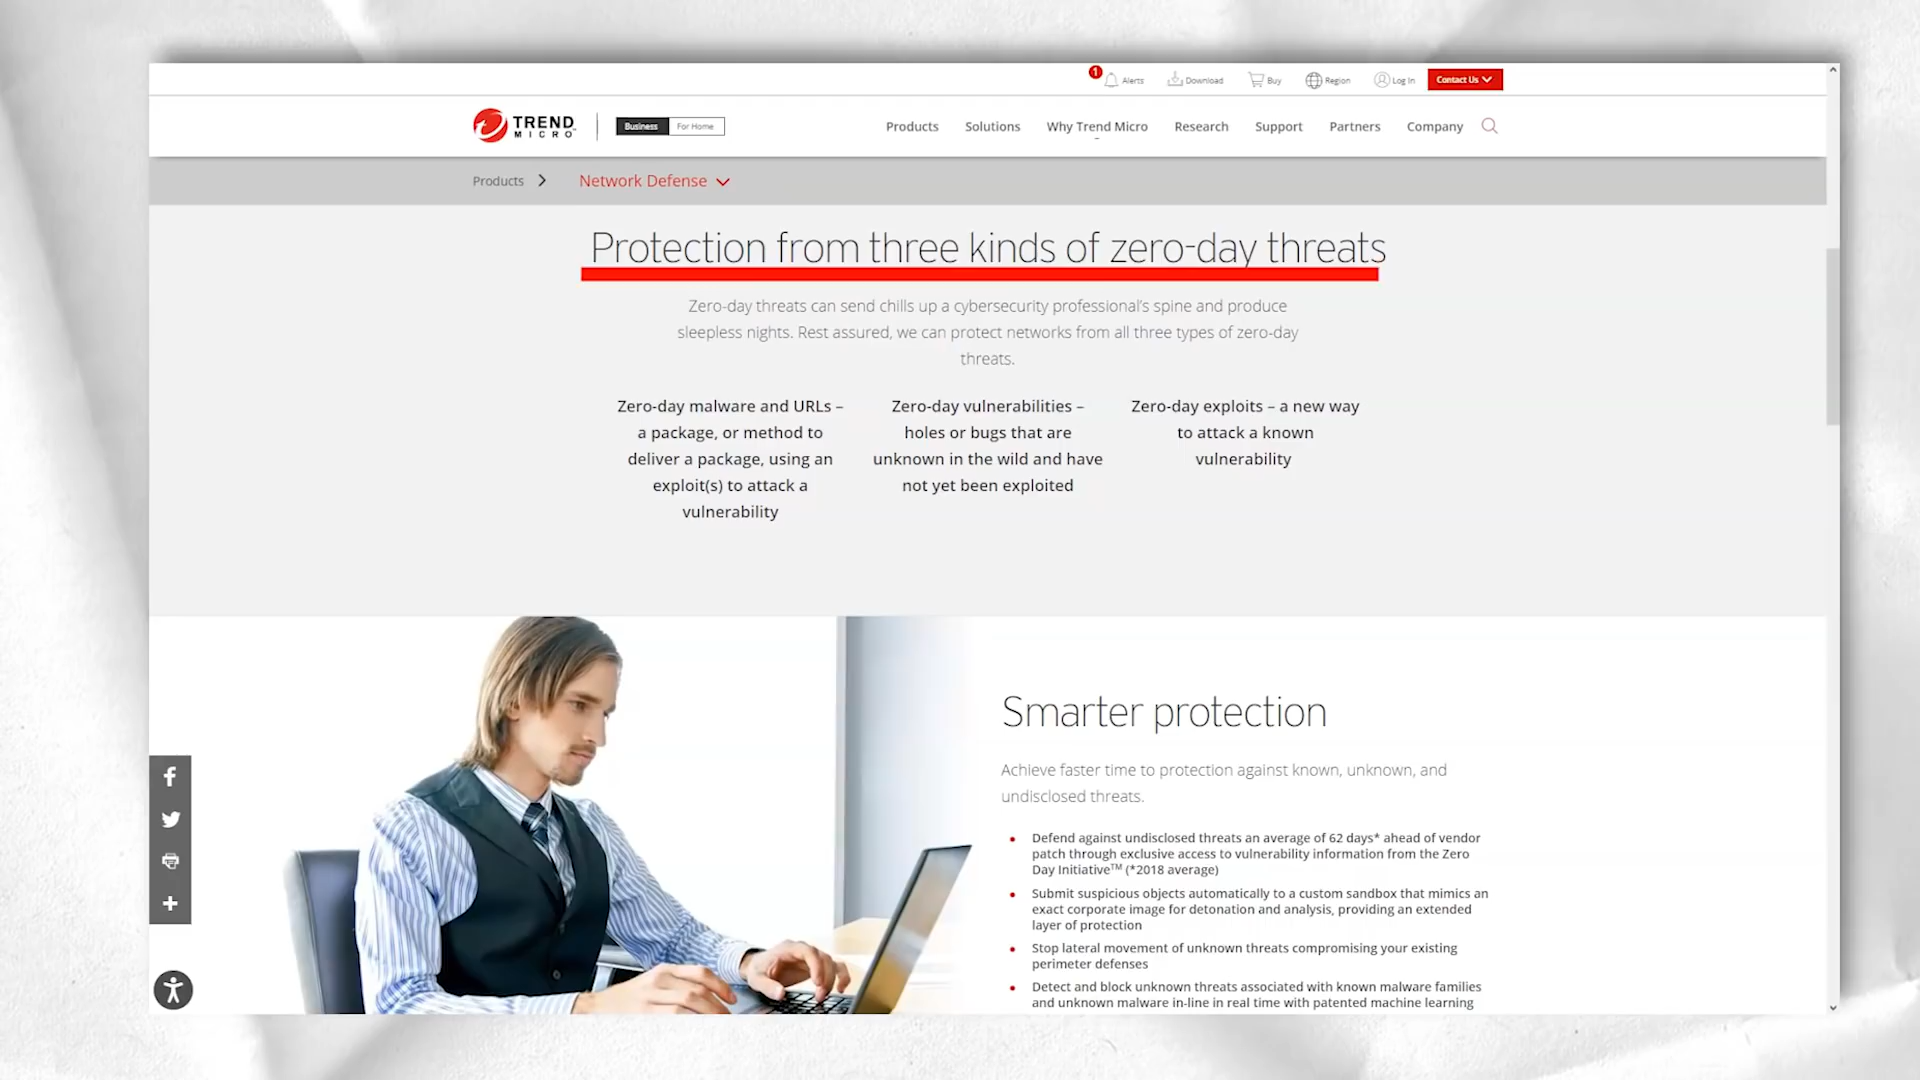 1
Alerts
Download
Buy
Region
Log In
Contact Us
TREND
MICRO
Business
For Home
Products
Solutions
Why Trend Micro
Research
Support
Partners
Company
Products
Network Defense
Protection from three kinds of zero-day threats
Zero-day threats can send chills up a cybersecurity professional's spine and produce
sleepless nights. Rest assured, we can protect networks from all three types of zero-day
threats.
Zero-day malware and URLs –
a package, or method to
deliver a package, using an
exploit(s) to attack a
vulnerability
Zero-day vulnerabilities –
holes or bugs that are
unknown in the wild and have
not yet been exploited
Zero-day exploits – a new way
to attack a known
vulnerability
Smarter protection
Achieve faster time to protection against known, unknown, and
undisclosed threats.
Defend against undisclosed threats an average of 62 days* ahead of vendor
patch through exclusive access to vulnerability information from the Zero
Day Initiative™ (*2018 average)
Submit suspicious objects automatically to a custom sandbox that mimics an
exact corporate image for detonation and analysis, providing an extended
layer of protection
Stop lateral movement of unknown threats compromising your existing
perimeter defenses
Detect and block unknown threats associated with known malware families
and unknown malware in-line in real time with patented machine learning